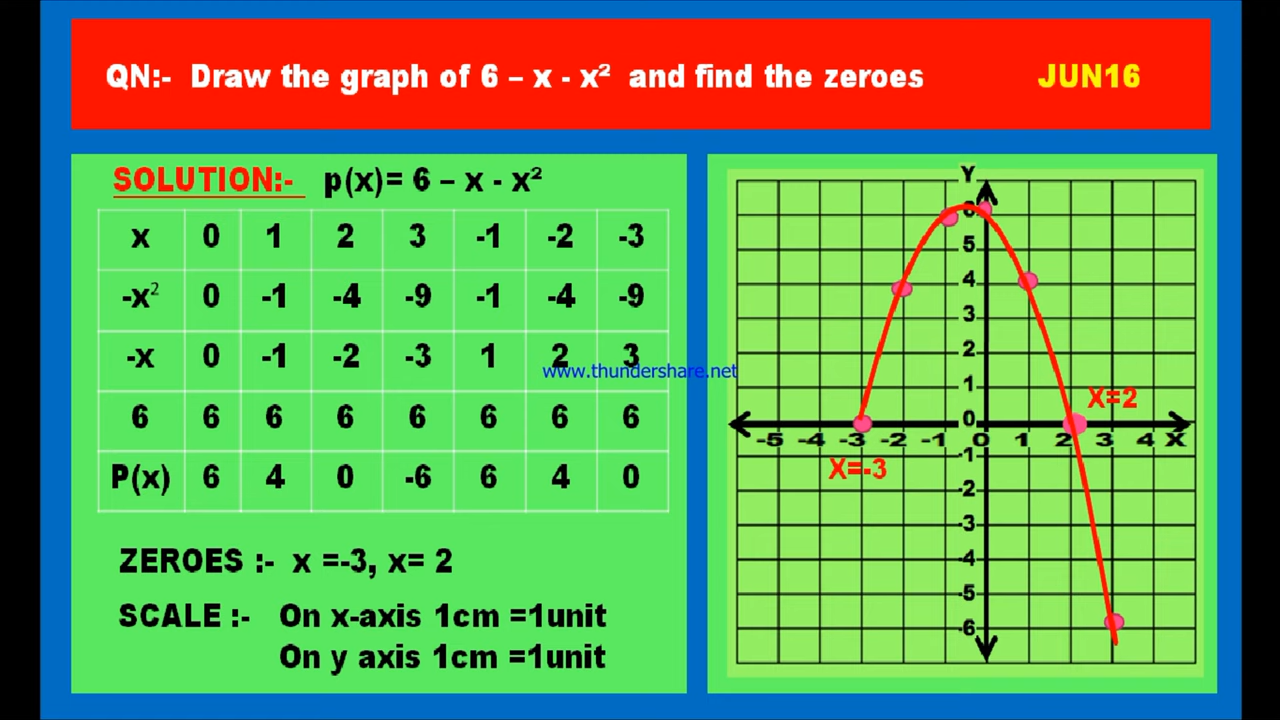 QN:- Draw the graph of 6 – x - x² and find the zeroes JUN16
SOLUTION:- p(x)= 6 – x - x²
x 0 1 2 3 -1 -2 -3
-x² 0 -1 -4 -9 -1 -4 -9
-x 0 -1 -2 -3 1 2 3
www.thundershare.net
6 6 6 6 6 6 6 6
P(x) 6 4 0 -6 6 4 0
ZEROES :- x =-3, x= 2
SCALE :- On x-axis 1cm =1unit
On y axis 1cm =1unit
Y
6
5
4
3
2
1
X=2
0
-5 -4 -3 -2 -1 0 1 2 3 4 X
-1
X=-3
-2
-3
-4
-5
-6